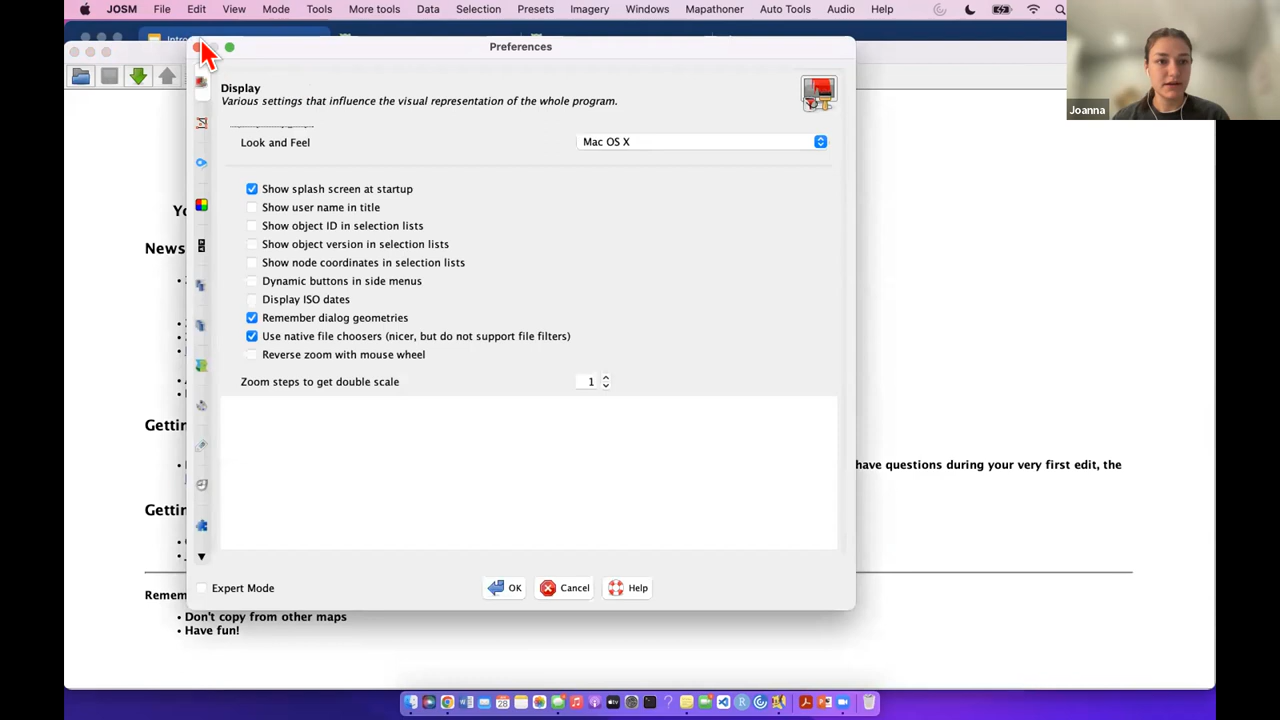 JOSM File Edit View Mode Tools More tools Data Selection Presets Imagery Windows Mapathoner Audio Auto Tools Help
Preferences
Joanna
Display
Various settings that influence the visual representation of the whole program.
Look and Feel
Mac OS X
Show splash screen at startup
Show user name in title
Show object ID in selection lists
Show object version in selection lists
Show node coordinates in selection lists
Dynamic buttons in side menus
Display ISO dates
Remember dialog geometries
Use native file choosers (nicer, but do not support file filters)
Reverse zoom with mouse wheel
Zoom steps to get double scale
1
News
have questions during your very first edit, the
Expert Mode
OK
Cancel
Help
• Don't copy from other maps
• Have fun!